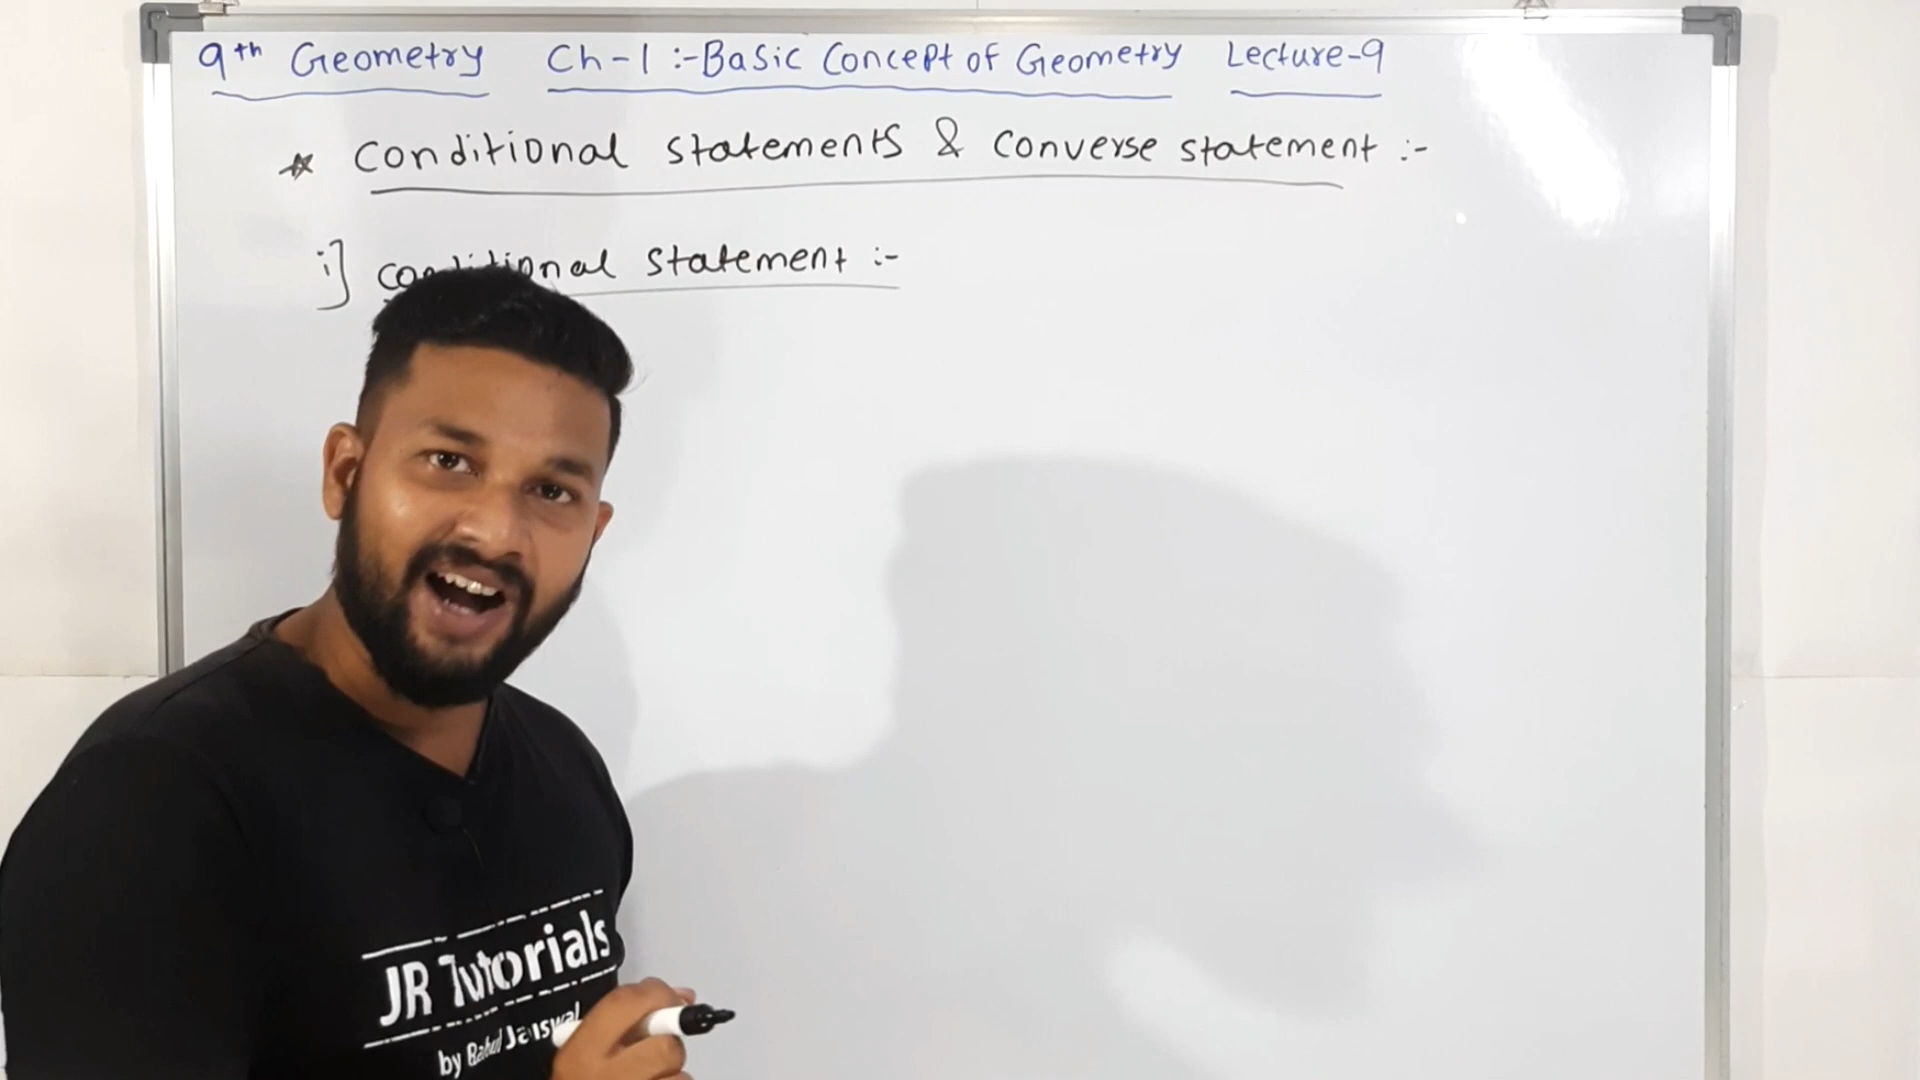 9th Geometry Ch-1 :- Basic Concept of Geometry Lecture-9
* Conditional statements & Converse statement :-
i] conditional statement :-
JR Tutorials
by Jaiswal